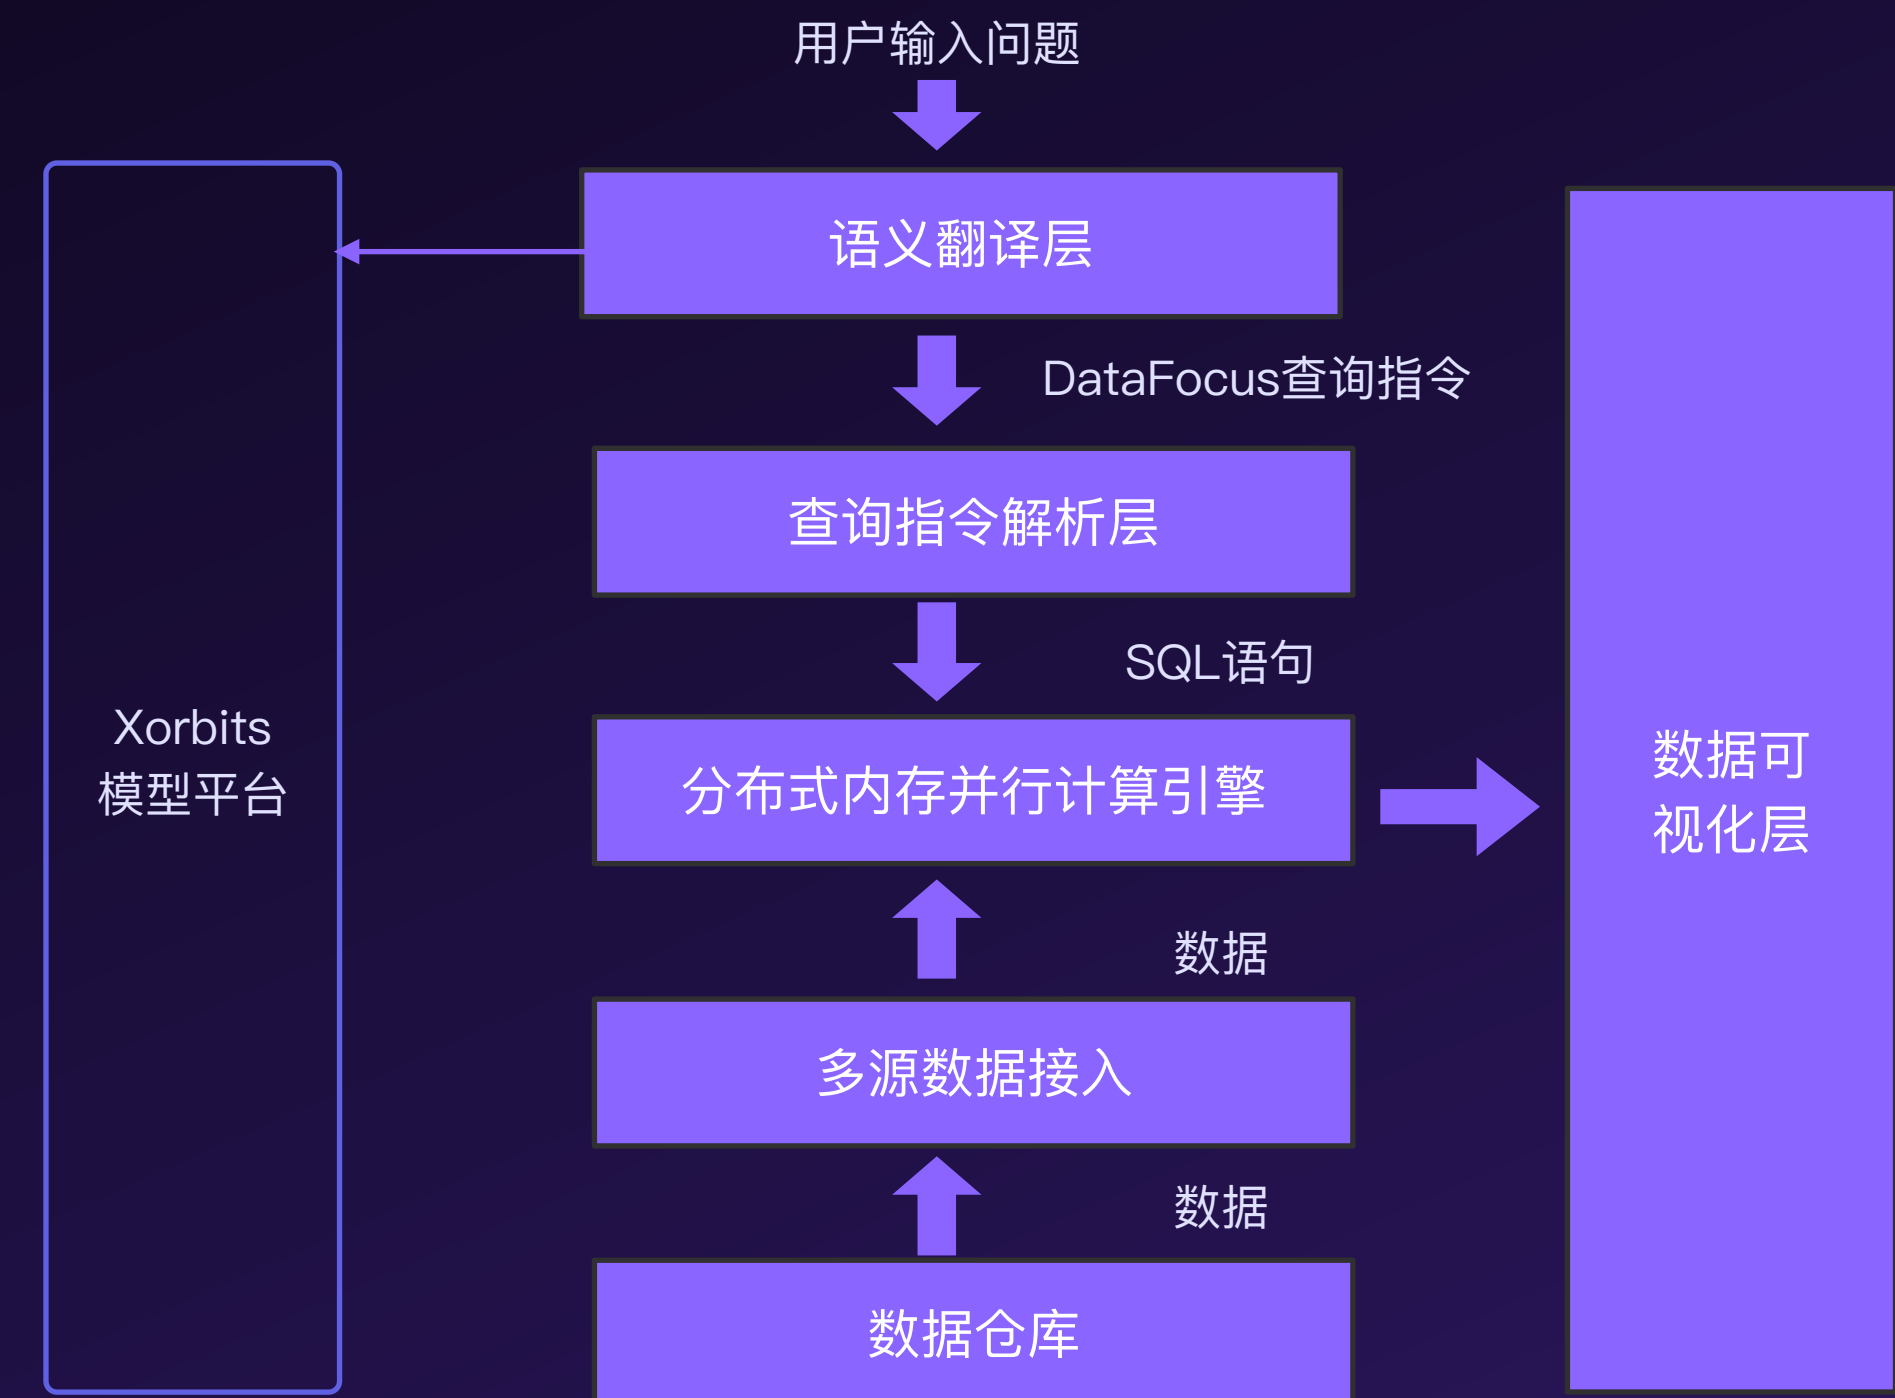 用户输入问题
语义翻译层
DataFocus查询指令
查询指令解析层
SQL语句
Xorbits
模型平台
分布式内存并行计算引擎
数据可
视化层
数据
多源数据接入
数据
数据仓库